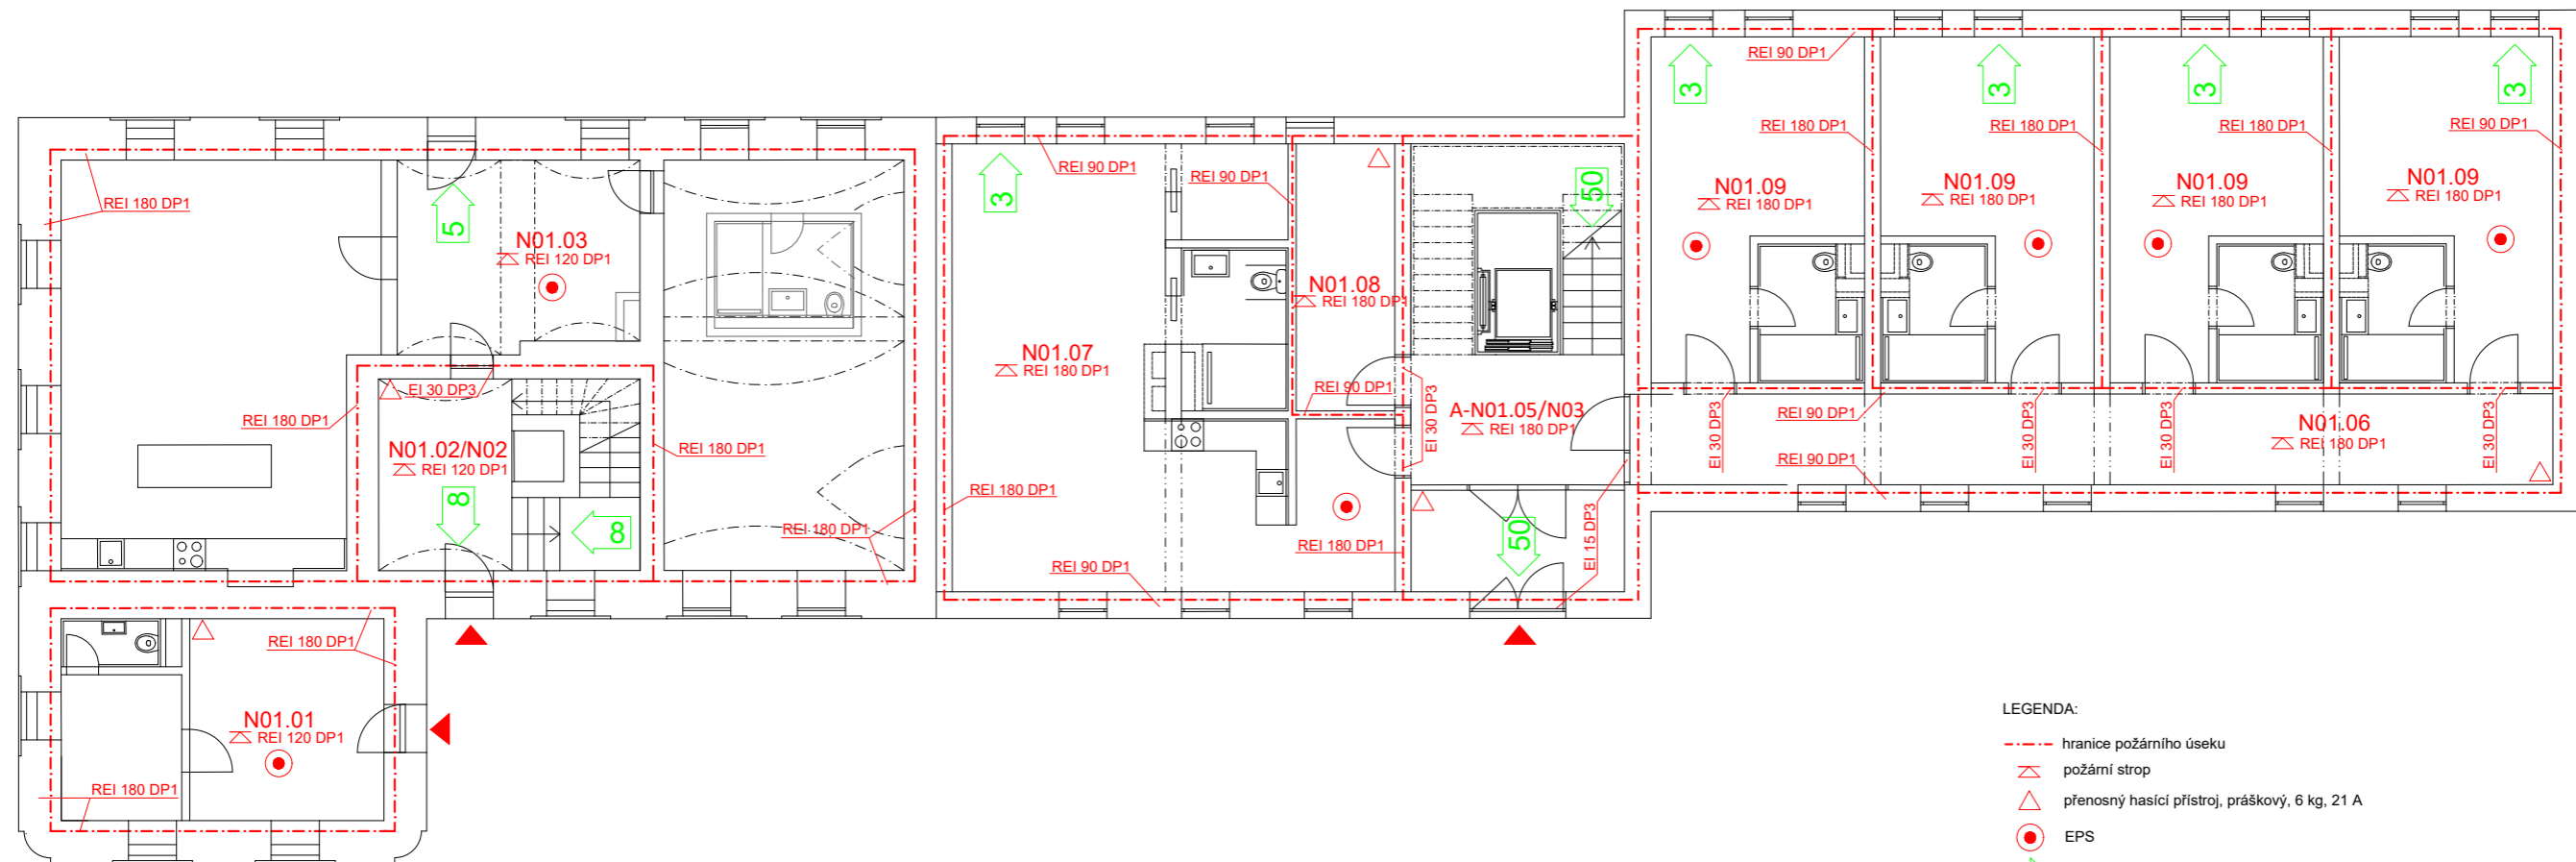 REI 180 DP1
5
N01.03
REI 120 DP1
EI 30 DP3
REI 180 DP1
N01.02/N02
REI 120 DP1
8
8
REI 180 DP1
REI 180 DP1
REI 180 DP1
N01.01
REI 120 DP1
REI 180 DP1
3
REI 90 DP1
REI 90 DP1
N01.08
REI 180 DP1
N01.07
REI 180 DP1
REI 90 DP1
REI 180 DP1
REI 90 DP1
REI 180 DP1
EI 30 DP3
50
A-N01.05/N03
REI 180 DP1
50
EI 15 DP3
3
REI 90 DP1
3
3
3
REI 180 DP1
REI 180 DP1
REI 180 DP1
REI 90 DP1
N01.09
REI 180 DP1
N01.09
REI 180 DP1
N01.09
REI 180 DP1
N01.09
REI 180 DP1
EI 30 DP3
REI 90 DP1
REI 90 DP1
EI 30 DP3
EI 30 DP3
N01.06
REI 180 DP1
EI 30 DP3
LEGENDA:
hranice požárního úseku
požární strop
přenosný hasící přístroj, práškový, 6 kg, 21 A
EPS